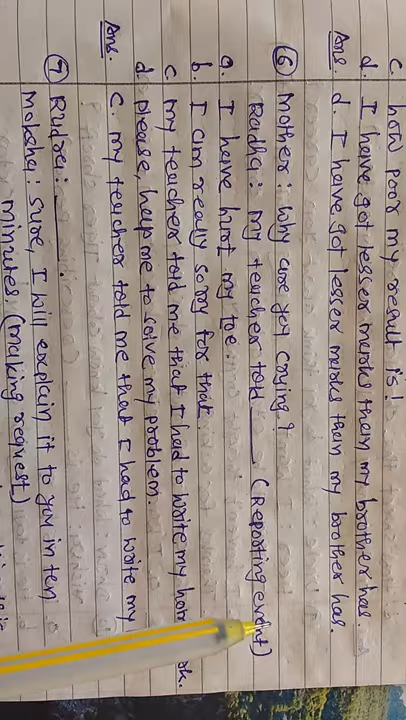 c. how poor my result is!
d. I have got lesser marks than my brother has.
Ans. d. I have got lesser marks than my brother has.
6 Mother: Why are you crying?
Radha: my teacher told ____ (Reporting event)
a. I have hurt my toe.
b. I am really sorry for that.
c. my teacher told me that I had to write my hom ok.
d. please, help me to solve my problem.
Ans. c. my teacher told me that I had to write my
7 Rudra: ____.
Moksha: sure, I will explain it to you in ten
minutes. (making request)